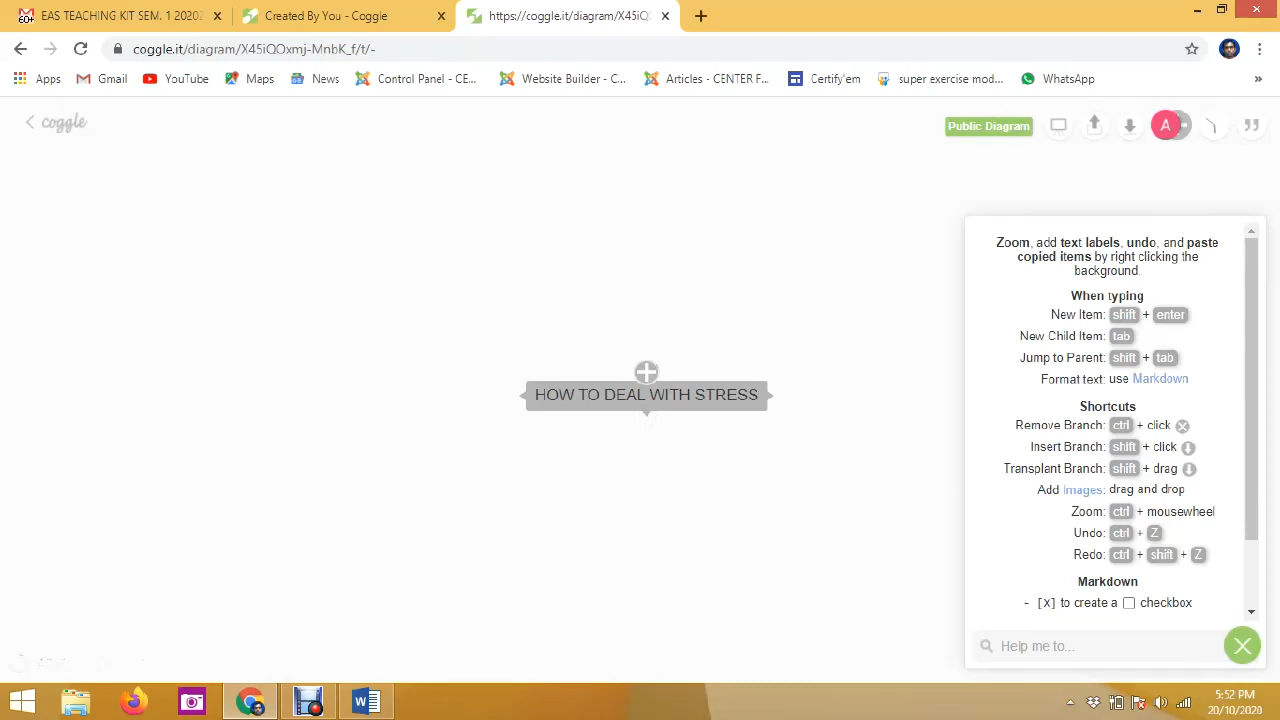 EAS TEACHING KIT SEM. 1 2020
Created By You - Coggle
https://coggle.it/diagram/X45iQO
coggle.it/diagram/X45iQOxmj-MnbK_f/t/-
Apps
Gmail
YouTube
Maps
News
Control Panel - CE...
Website Builder - C...
Articles - CENTER F...
Certify'em
super exercise mod...
WhatsApp
»
coggle
Public Diagram
A
HOW TO DEAL WITH STRESS
Zoom, add text labels, undo, and paste
copied items by right clicking the
background.
When typing
New Item: shift + enter
New Child Item: tab
Jump to Parent: shift + tab
Format text: use Markdown
Shortcuts
Remove Branch: ctrl + click
Insert Branch: shift + click
Transplant Branch: shift + drag
Add Images: drag and drop
Zoom: ctrl + mousewheel
Undo: ctrl + Z
Redo: ctrl + shift + Z
Markdown
- [X] to create a checkbox
Help me to...
5:52 PM
20/10/2020